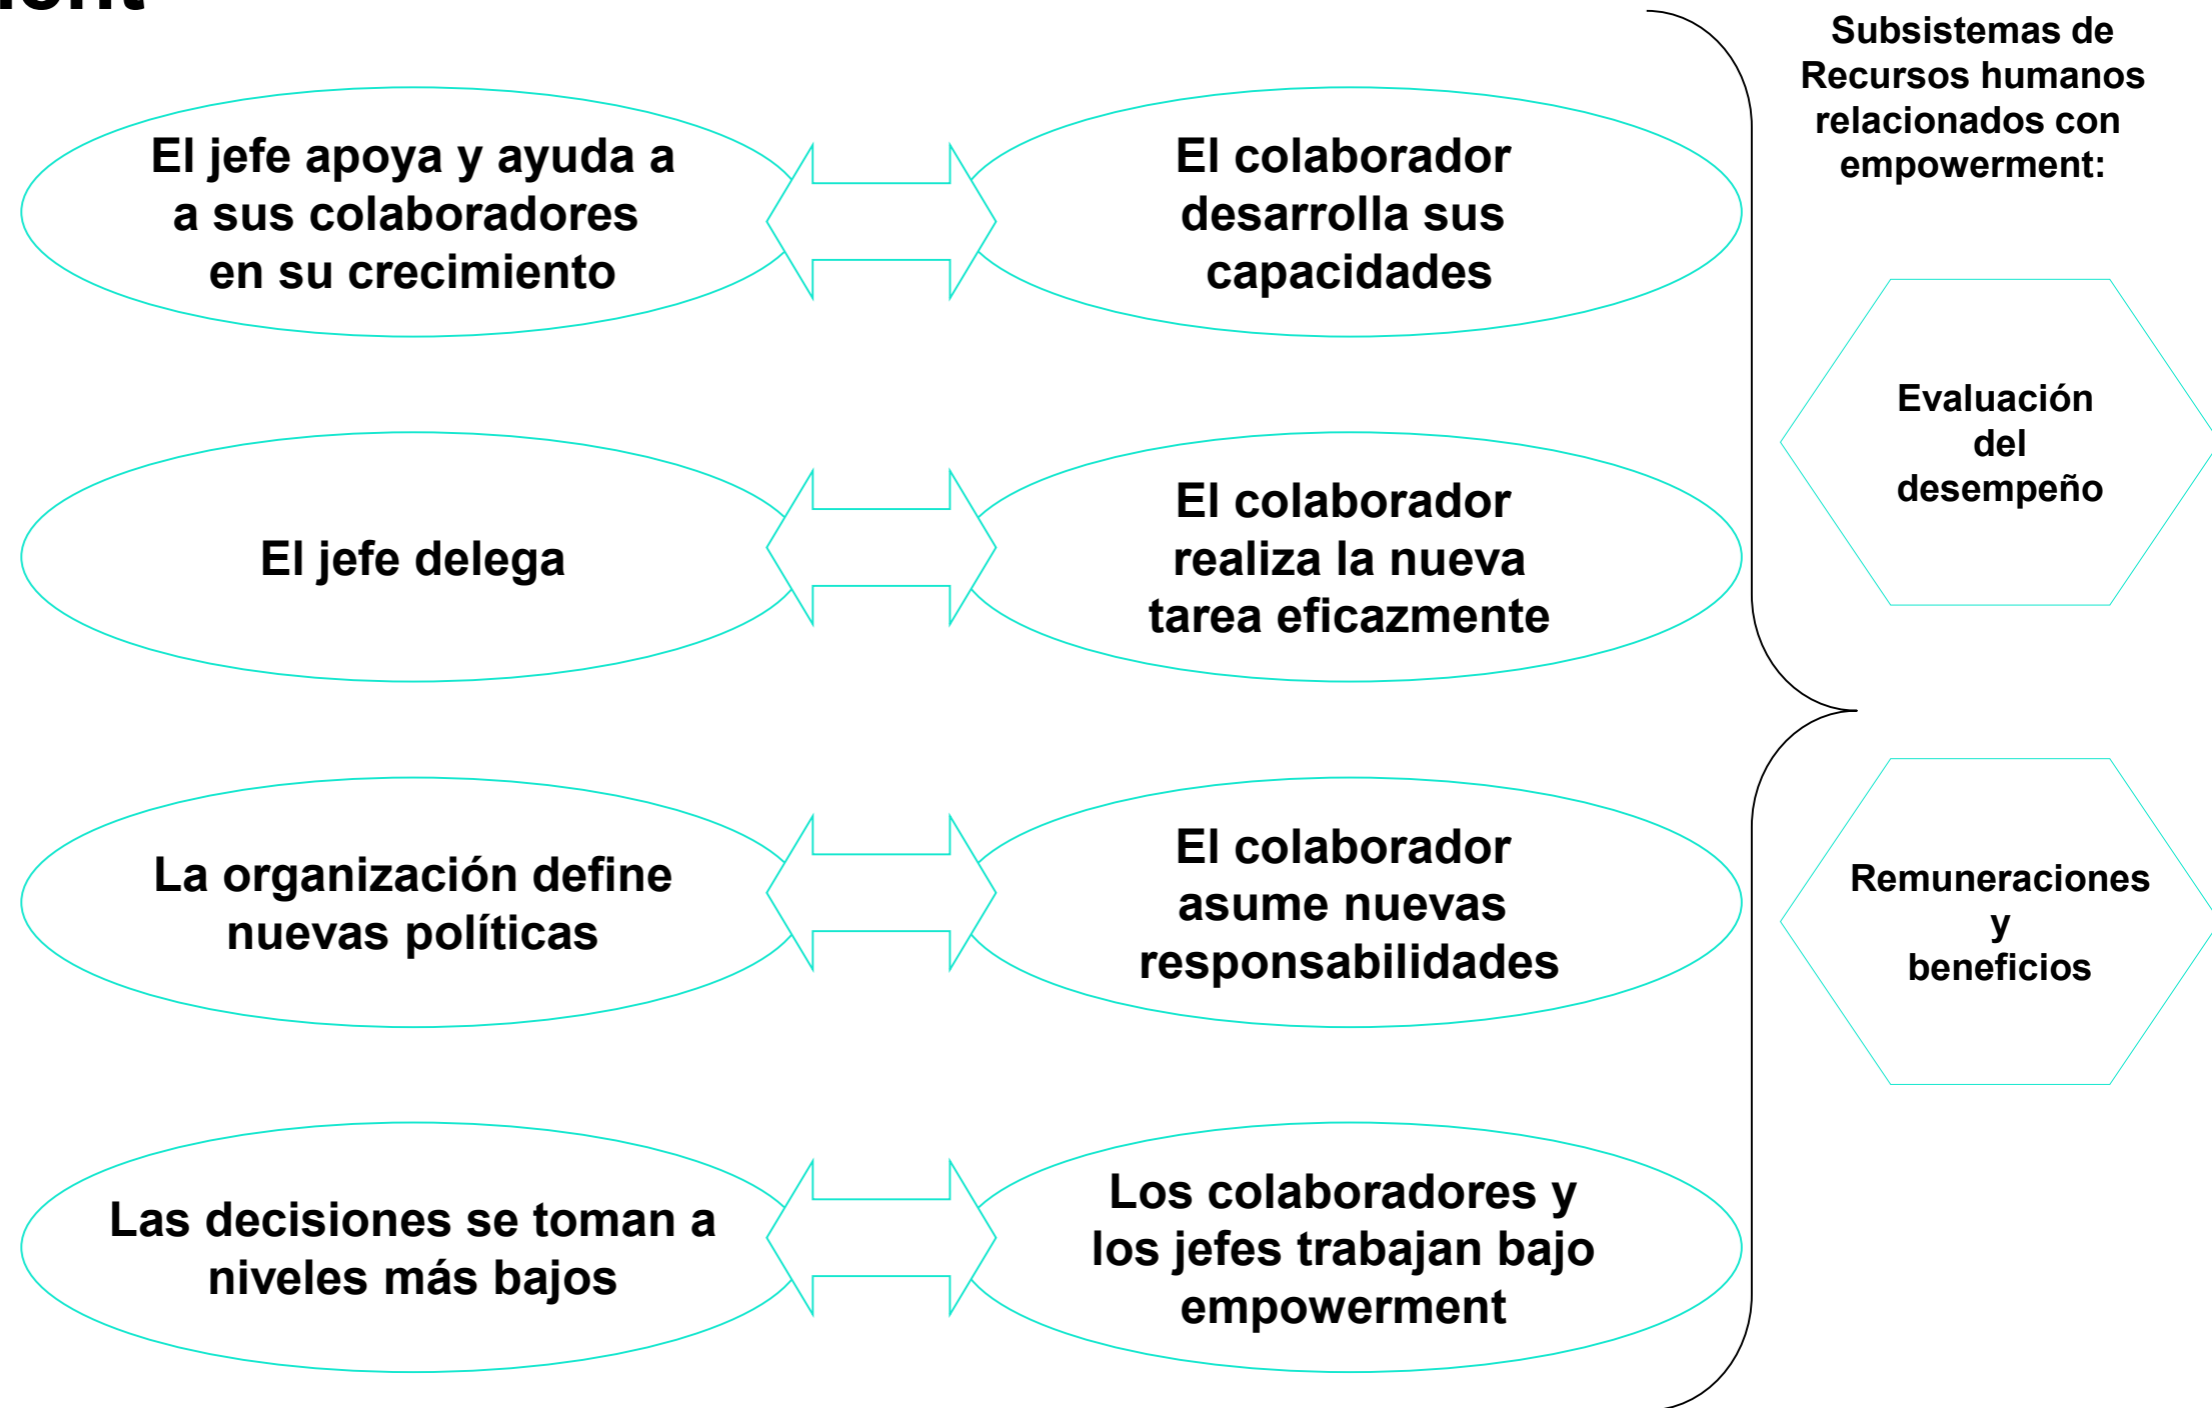 El jefe apoya y ayuda a
a sus colaboradores
en su crecimiento
El colaborador
desarrolla sus
capacidades
El jefe delega
El colaborador
realiza la nueva
tarea eficazmente
La organización define
nuevas políticas
El colaborador
asume nuevas
responsabilidades
Las decisiones se toman a
niveles más bajos
Los colaboradores y
los jefes trabajan bajo
empowerment
Subsistemas de
Recursos humanos
relacionados con
empowerment:
Evaluación
del
desempeño
Remuneraciones
y
beneficios